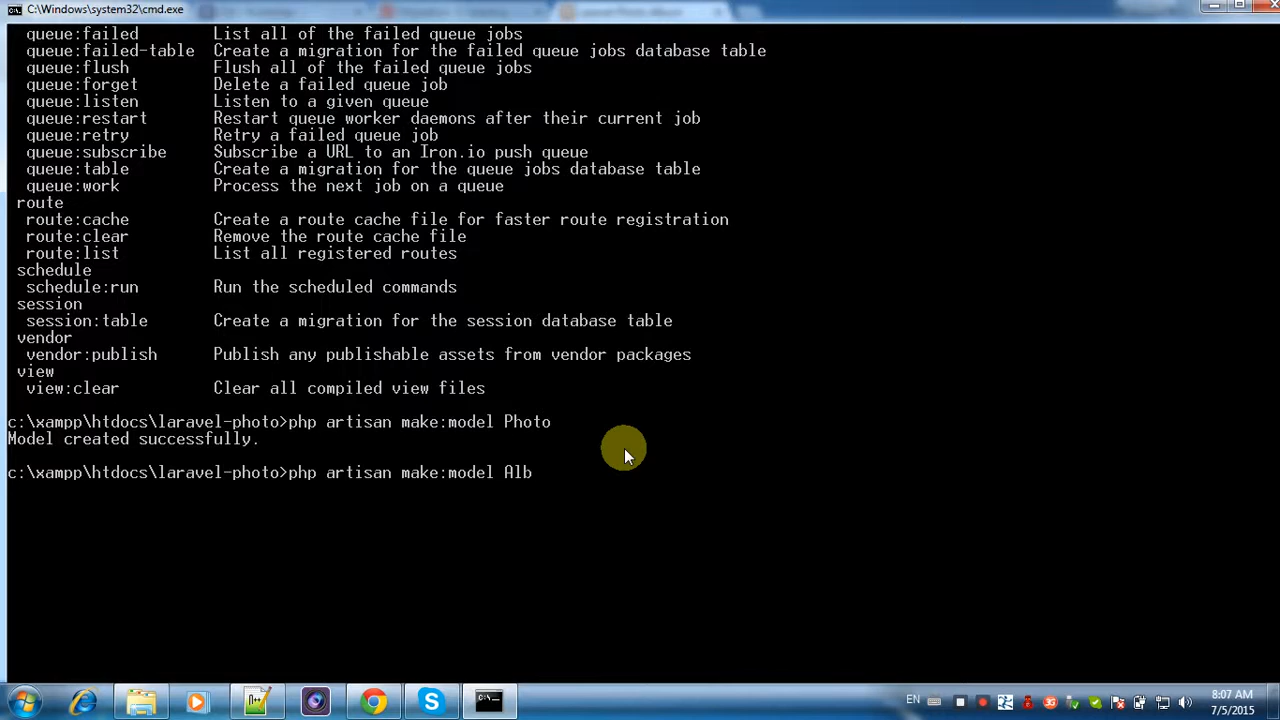 C:\Windows\system32\cmd.exe
queue:failed List all of the failed queue jobs
queue:failed-table Create a migration for the failed queue jobs database table
queue:flush Flush all of the failed queue jobs
queue:forget Delete a failed queue job
queue:listen Listen to a given queue
queue:restart Restart queue worker daemons after their current job
queue:retry Retry a failed queue job
queue:subscribe Subscribe a URL to an Iron.io push queue
queue:table Create a migration for the queue jobs database table
queue:work Process the next job on a queue
route
route:cache Create a route cache file for faster route registration
route:clear Remove the route cache file
route:list List all registered routes
schedule
schedule:run Run the scheduled commands
session
session:table Create a migration for the session database table
vendor
vendor:publish Publish any publishable assets from vendor packages
view
view:clear Clear all compiled view files
c:\xampp\htdocs\laravel-photo>php artisan make:model Photo
Model created successfully.
c:\xampp\htdocs\laravel-photo>php artisan make:model Alb
EN
8:07 AM
7/5/2015